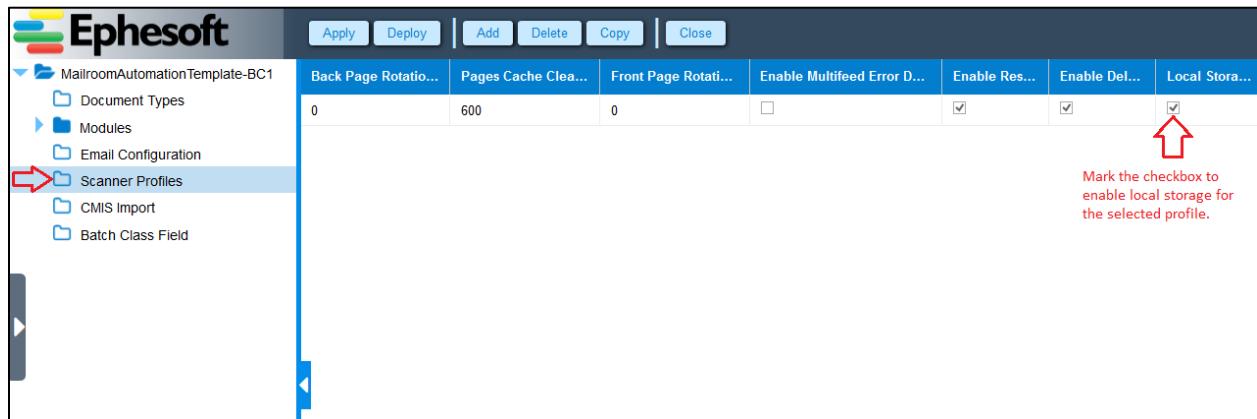 Ephesoft
Apply Deploy Add Delete Copy Close
MailroomAutomationTemplate-BC1
Document Types
Modules
Email Configuration
Scanner Profiles
CMIS Import
Batch Class Field
Back Page Rotatio... Pages Cache Clea... Front Page Rotati... Enable Multifeed Error D... Enable Res... Enable Del... Local Stora...
0 600 0
Mark the checkbox to
enable local storage for
the selected profile.